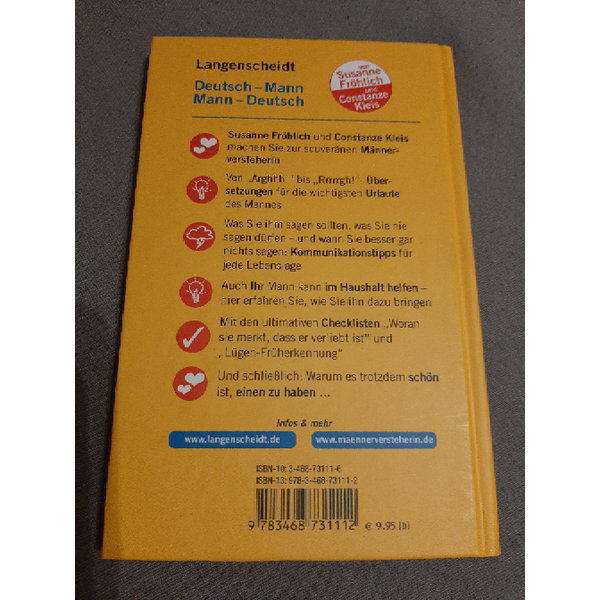 Langenscheidt
von
Susanne
Fröhlich
und
Constanze
Kleis
Deutsch – Mann
Mann – Deutsch
Susanne Fröhlich und Constanze Kleis
machen Sie zur souveränen Männer-
versteherin
Von „Arghhh!“ bis „Rrrrgh!“: Über-
setzungen für die wichtigsten Urlaute
des Mannes
Was Sie ihm sagen sollten, was Sie nie
sagen dürfen – und wann Sie besser gar
nichts sagen: Kommunikationstipps für
jede Lebenslage
Auch Ihr Mann kann im Haushalt helfen –
hier erfahren Sie, wie Sie ihn dazu bringen
Mit den ultimativen Checklisten „Woran
sie merkt, dass er verliebt ist“ und
„Lügen-Früherkennung“
Und schließlich: Warum es trotzdem schön
ist, einen zu haben ...
Infos & mehr
www.langenscheidt.de www.maennerversteherin.de
ISBN-10: 3-468-73111-6
ISBN-13: 978-3-468-73111-2
9 783468 731112 € 9.95 (D)